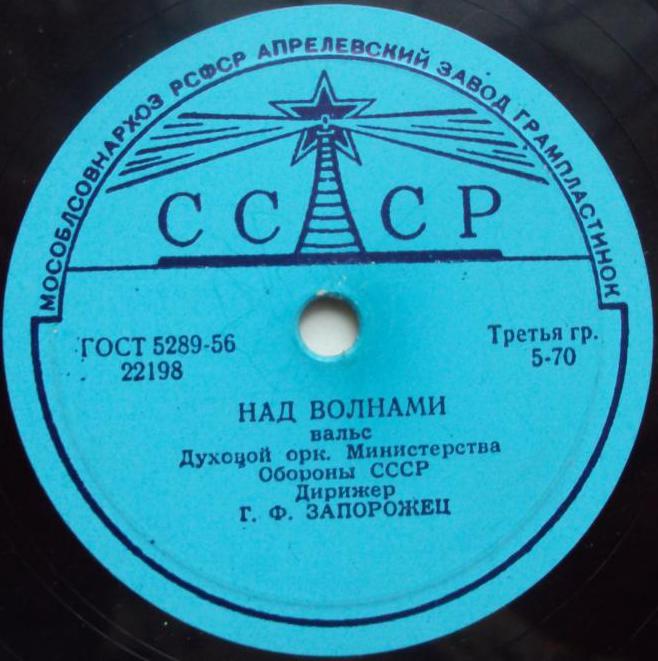 МОСОБЛСОВНАРХОЗ РСФСР АПРЕЛЕВСКИЙ ЗАВОД ГРАМПЛАСТИНОК
СССР
ГОСТ 5289-56
22198
Третья гр.
5-70
НАД ВОЛНАМИ
вальс
Духовой орк. Министерства
Обороны СССР
Дирижер
Г. Ф. ЗАПОРОЖЕЦ